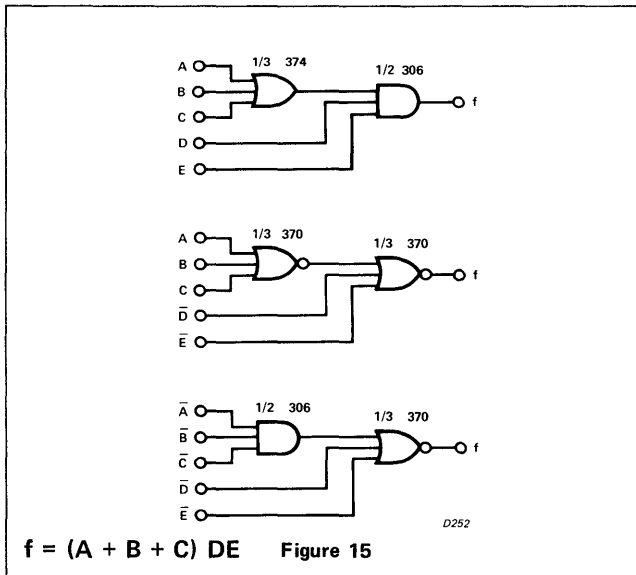 1/3 374
1/2 306
A
B
C
D
E
f
1/3 370
1/3 370
A
B
C
D̅
E̅
f
1/2 306
1/3 370
A̅
B̅
C̅
D̅
E̅
f
D252
f = (A + B + C) DE Figure 15